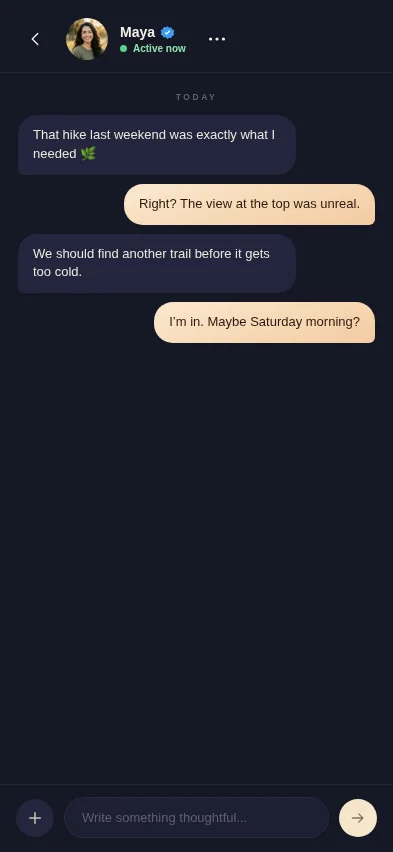 Maya
Active now
TODAY
That hike last weekend was exactly what I
needed 🌿
Right? The view at the top was unreal.
We should find another trail before it gets
too cold.
I'm in. Maybe Saturday morning?
Write something thoughtful...